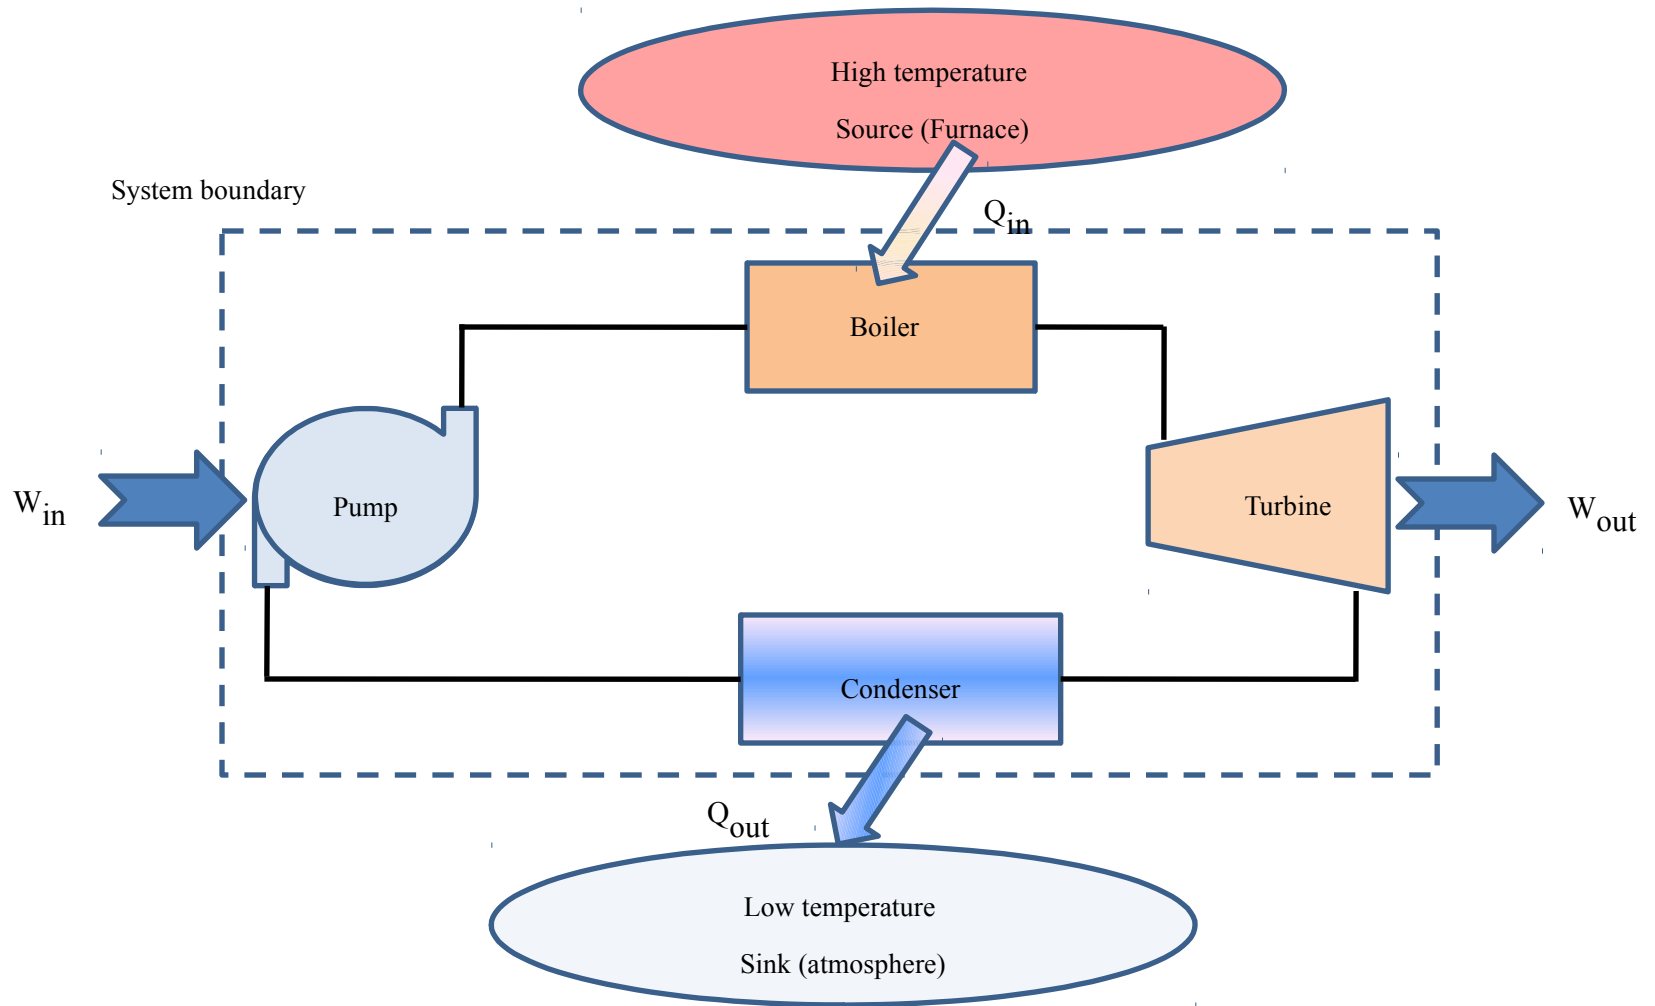 High temperature
Source (Furnace)
System boundary
Qin
Boiler
Win
Pump
Turbine
Wout
Condenser
Qout
Low temperature
Sink (atmosphere)